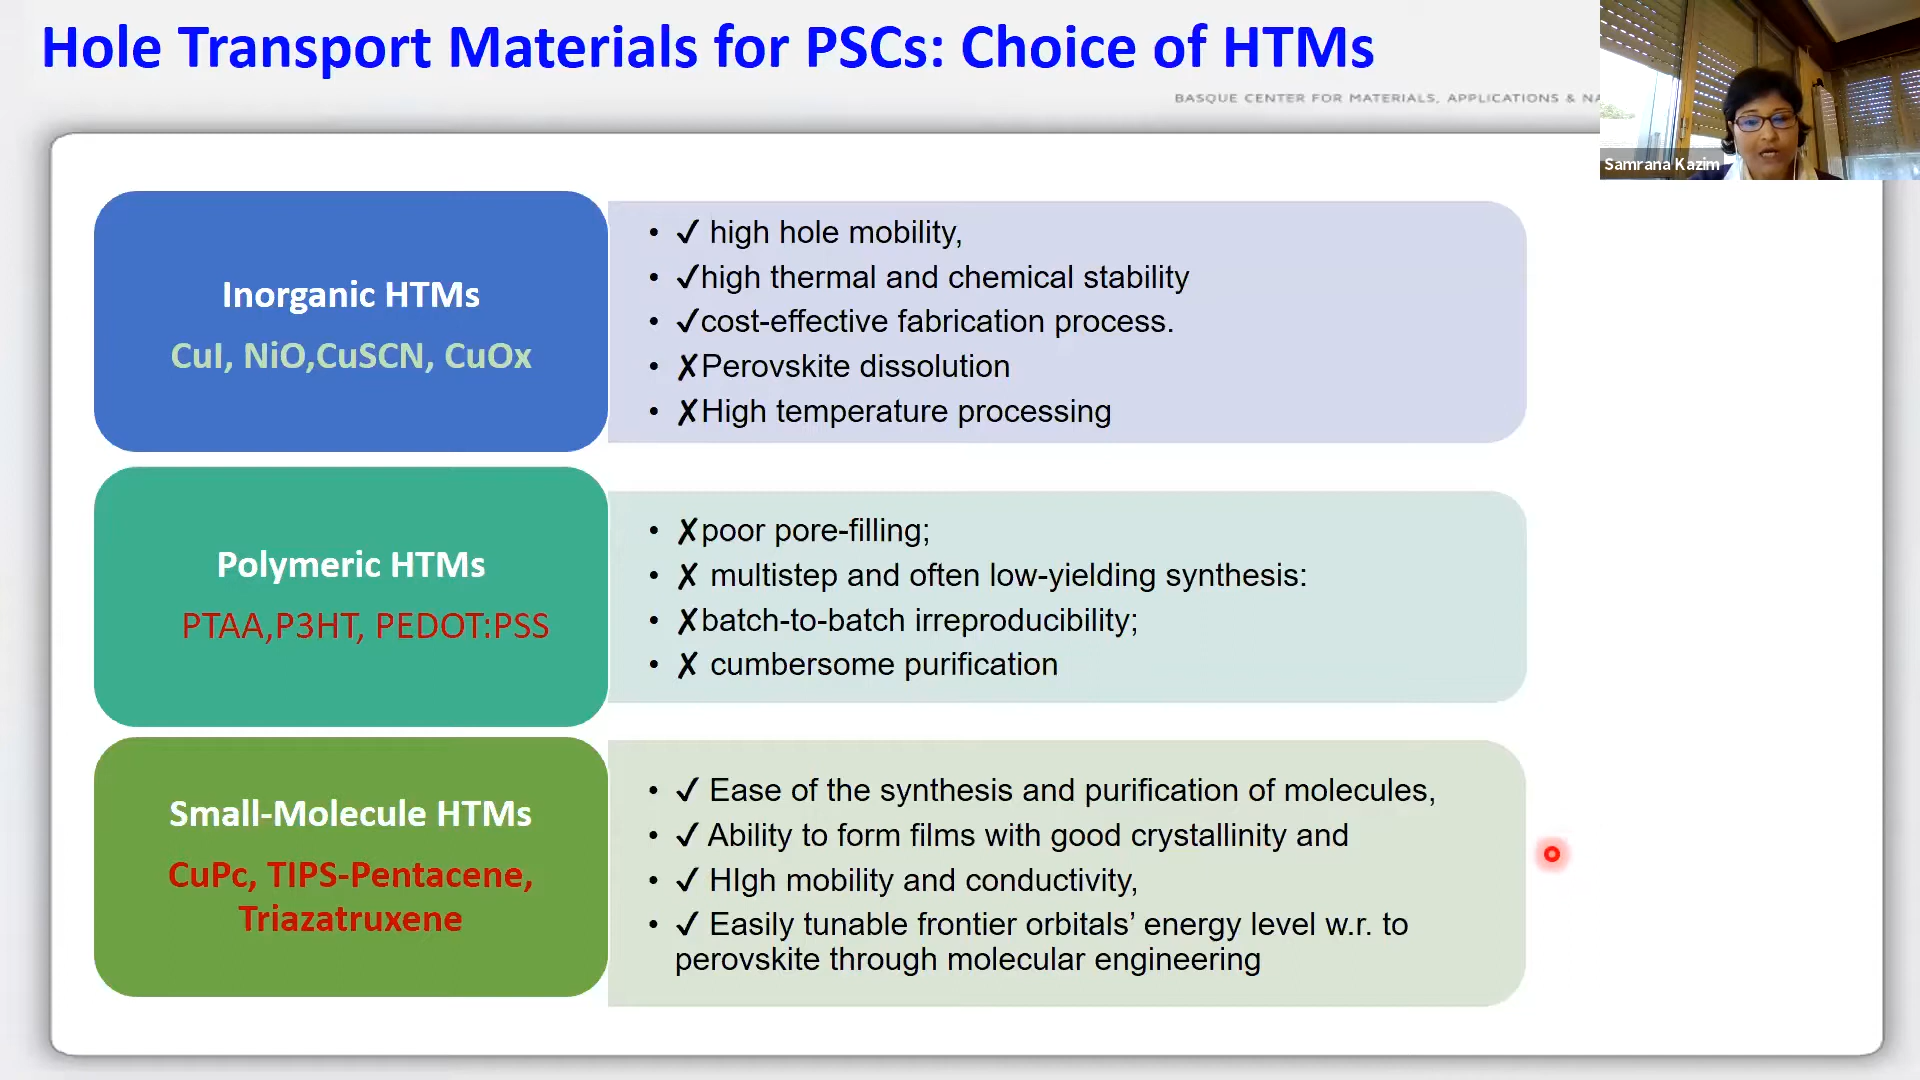 Hole Transport Materials for PSCs: Choice of HTMs
BASQUE CENTER FOR MATERIALS, APPLICATIONS &
Samrana Kazim
Inorganic HTMs
CuI, NiO,CuSCN, CuOx
• ✓ high hole mobility,
• ✓high thermal and chemical stability
• ✓cost-effective fabrication process.
• ✗Perovskite dissolution
• ✗High temperature processing
Polymeric HTMs
PTAA,P3HT, PEDOT:PSS
• ✗poor pore-filling;
• ✗ multistep and often low-yielding synthesis:
• ✗batch-to-batch irreproducibility;
• ✗ cumbersome purification
Small-Molecule HTMs
CuPc, TIPS-Pentacene,
Triazatruxene
• ✓ Ease of the synthesis and purification of molecules,
• ✓ Ability to form films with good crystallinity and
• ✓ HIgh mobility and conductivity,
• ✓ Easily tunable frontier orbitals’ energy level w.r. to
perovskite through molecular engineering